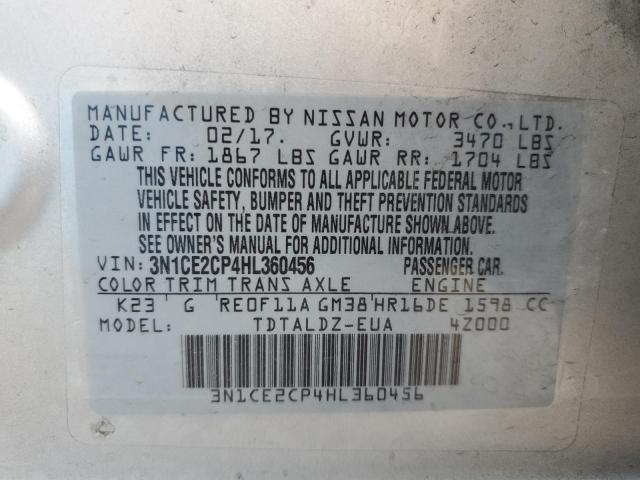 MANUFACTURED BY NISSAN MOTOR CO., LTD.
DATE: 02/17. GVWR: 3470 LBS
GAWR FR: 1867 LBS GAWR RR: 1704 LBS
THIS VEHICLE CONFORMS TO ALL APPLICABLE FEDERAL MOTOR
VEHICLE SAFETY, BUMPER AND THEFT PREVENTION STANDARDS
IN EFFECT ON THE DATE OF MANUFACTURE SHOWN ABOVE.
SEE OWNER'S MANUAL FOR ADDITIONAL INFORMATION.
VIN: 3N1CE2CP4HL360456 PASSENGER CAR.
COLOR TRIM TRANS AXLE ENGINE
K23 G RE0F11A GM38 HR16DE 1598 CC
MODEL: TDTALDZ-EUA 4Z000
3N1CE2CP4HL360456